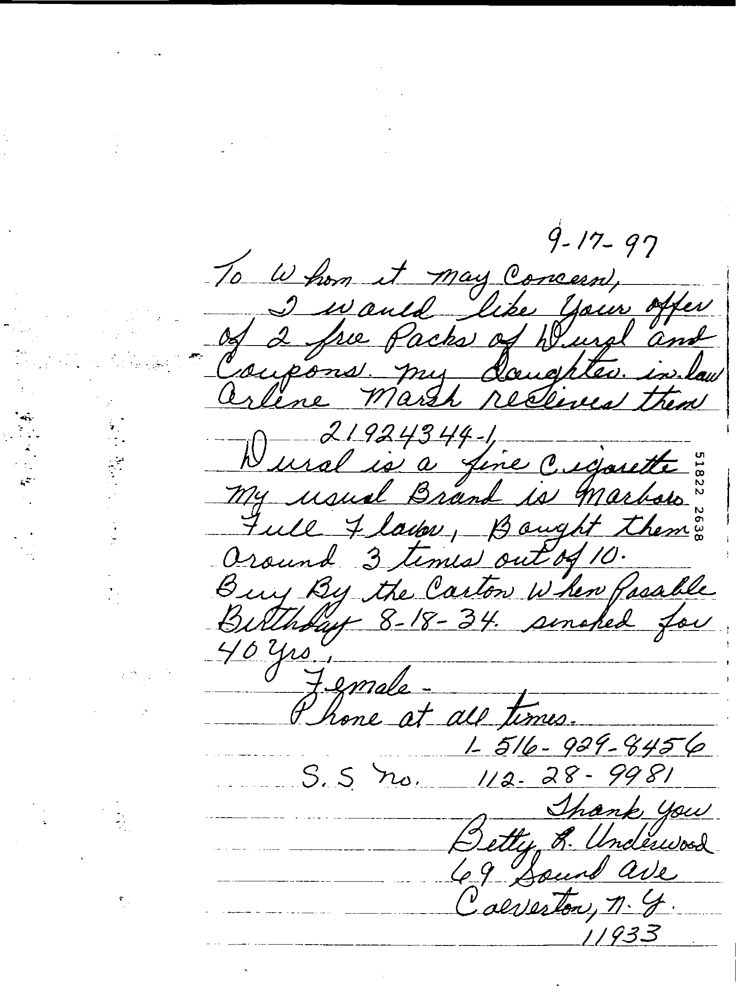 9-17-97
To Whom it may Concern,
I would like your offer
of 2 free Packs of Dural and
Coupons. my daughter. in. law
Arlene Marsh recieves them
21924344-1,
Dural is a fine Cigarette
my usual Brand is Marboro
Full Flavor, Bought them
around 3 times out of 10.
Buy By the Carton When Posable
Birthday 8-18-34. smoked for
40 yrs.,
Female -
Phone at all times.
1-516-929-8456
S.S no. 112-28-9981
Thank you
Betty R. Underwood
69 Sound Ave
Calverton, N.Y.
11933
51822 2638